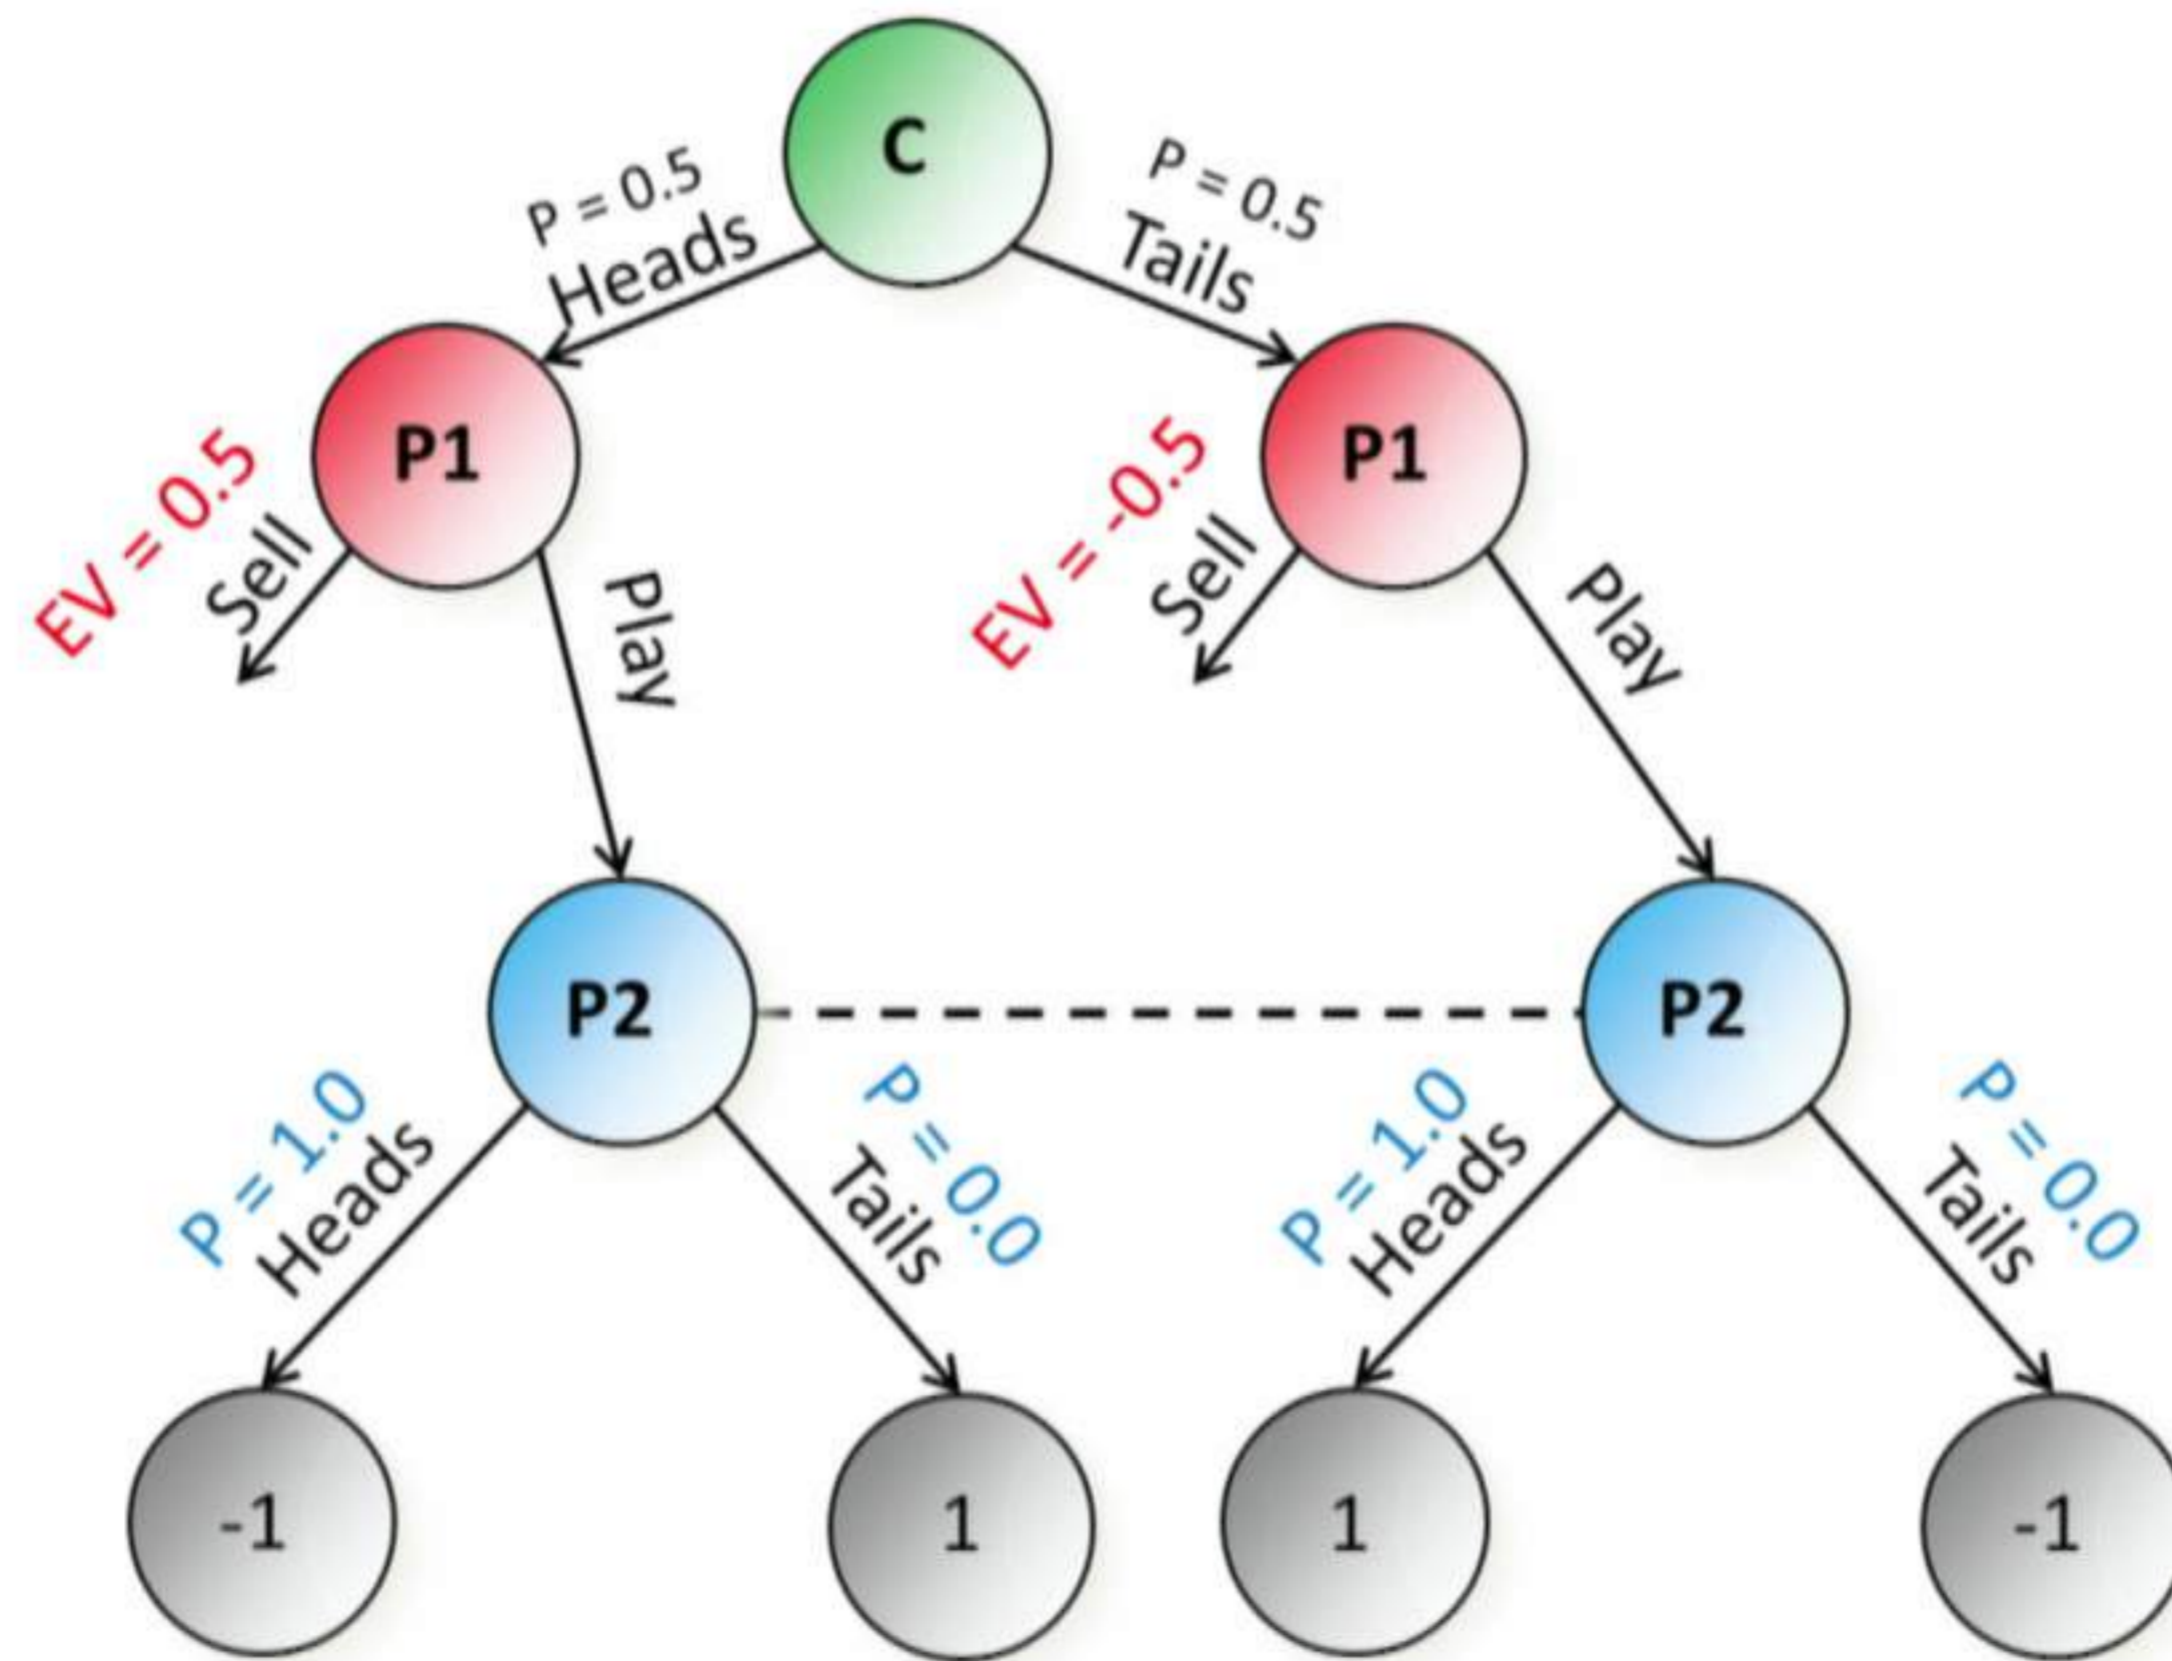 C
P = 0.5
Heads
P = 0.5
Tails
P1
P1
EV = 0.5
Sell
Play
EV = -0.5
Sell
Play
P2
P2
P = 1.0
Heads
P = 0.0
Tails
P = 1.0
Heads
P = 0.0
Tails
-1
1
1
-1